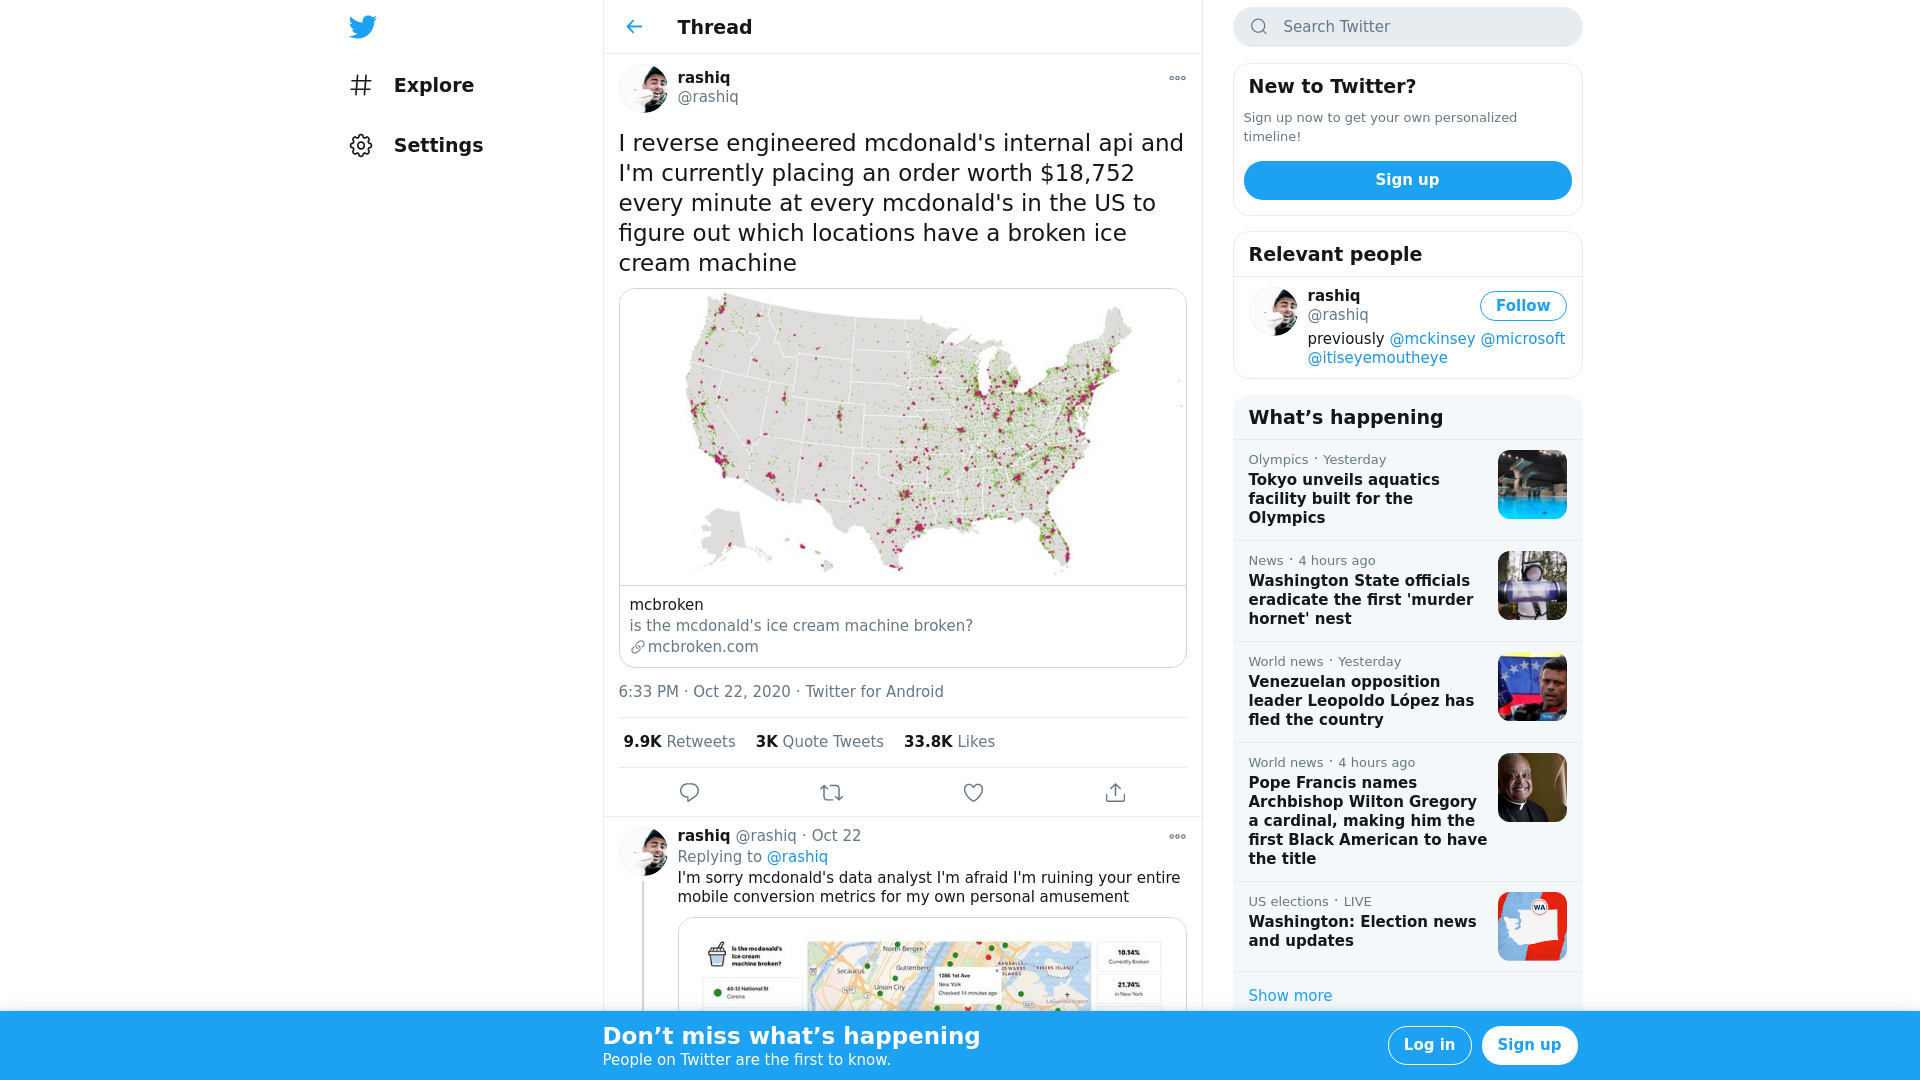 Explore
Settings
Thread
rashiq
@rashiq
I reverse engineered mcdonald's internal api and
I'm currently placing an order worth $18,752
every minute at every mcdonald's in the US to
figure out which locations have a broken ice
cream machine
mcbroken
is the mcdonald's ice cream machine broken?
mcbroken.com
6:33 PM · Oct 22, 2020 · Twitter for Android
9.9K Retweets 3K Quote Tweets 33.8K Likes
rashiq @rashiq · Oct 22
Replying to @rashiq
I'm sorry mcdonald's data analyst I'm afraid I'm ruining your entire
mobile conversion metrics for my own personal amusement
is the mcdonald's
ice cream
machine broken?
40-12 National St
Corona
North Bergen
Secaucus
Guttenberg
Union City
1286 1st Ave
New York
Checked 14 minutes ago
RIKERS ISLAND
10.14%
Currently Broken
21.74%
in New York
Search Twitter
New to Twitter?
Sign up now to get your own personalized
timeline!
Sign up
Relevant people
rashiq
@rashiq
Follow
previously @mckinsey @microsoft
@itiseyemoutheye
What’s happening
Olympics · Yesterday
Tokyo unveils aquatics
facility built for the
Olympics
News · 4 hours ago
Washington State officials
eradicate the first 'murder
hornet' nest
World news · Yesterday
Venezuelan opposition
leader Leopoldo López has
fled the country
World news · 4 hours ago
Pope Francis names
Archbishop Wilton Gregory
a cardinal, making him the
first Black American to have
the title
US elections · LIVE
Washington: Election news
and updates
WA
Show more
Don’t miss what’s happening
People on Twitter are the first to know.
Log in
Sign up